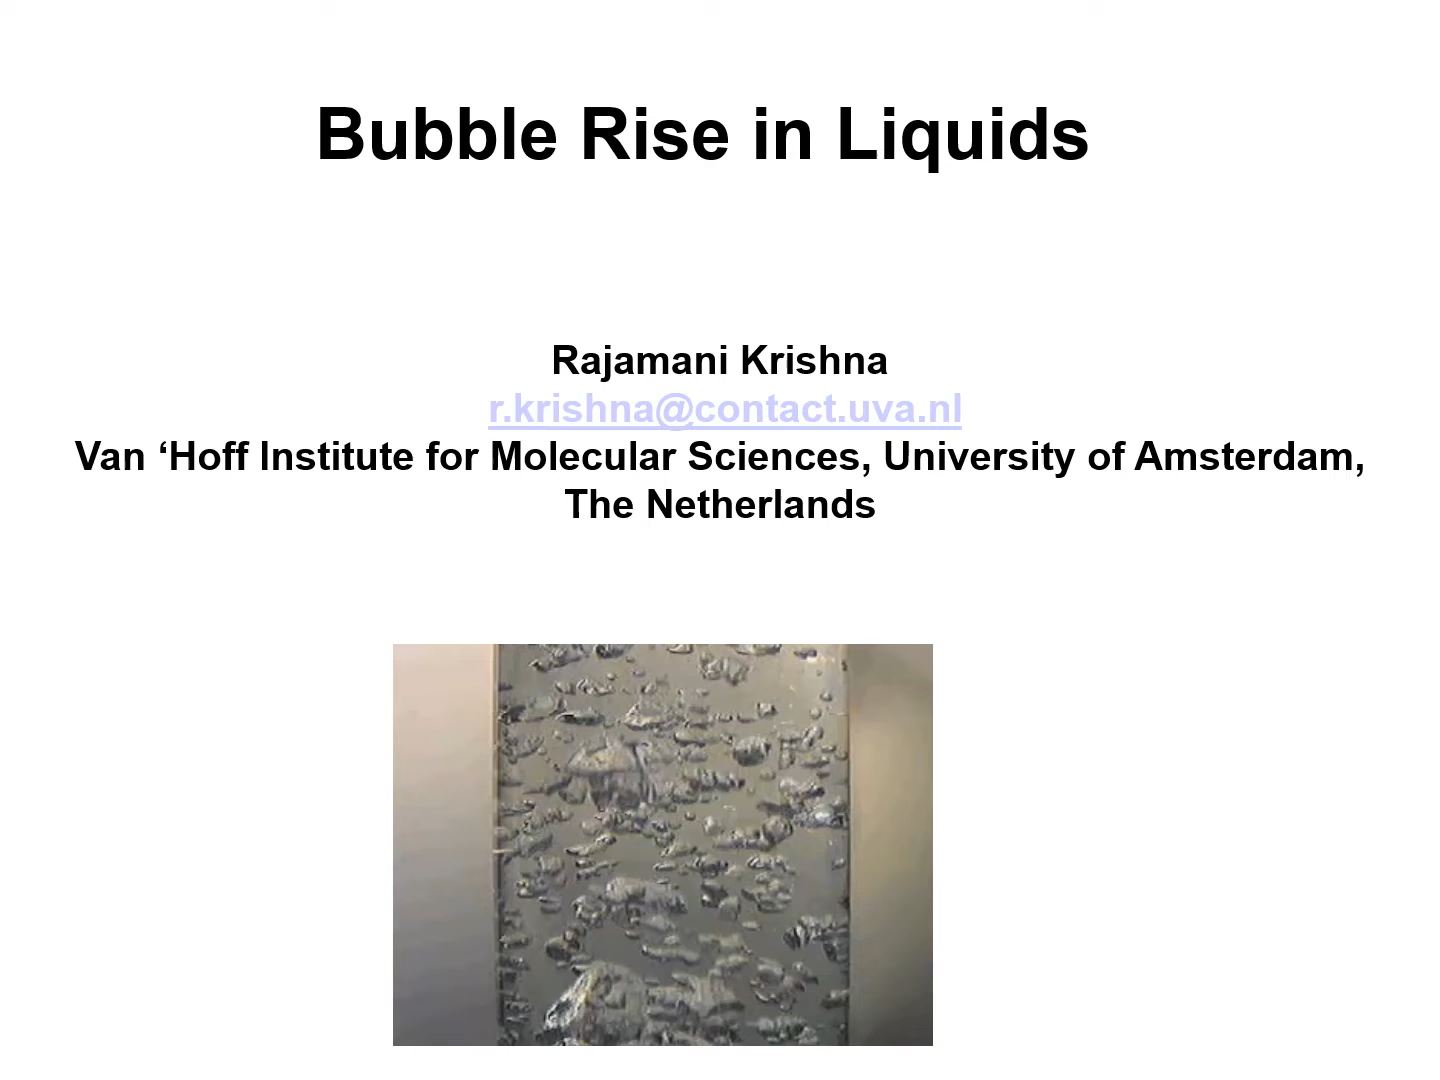 Bubble Rise in Liquids
Rajamani Krishna
r.krishna@contact.uva.nl
Van ‘Hoff Institute for Molecular Sciences, University of Amsterdam,
The Netherlands